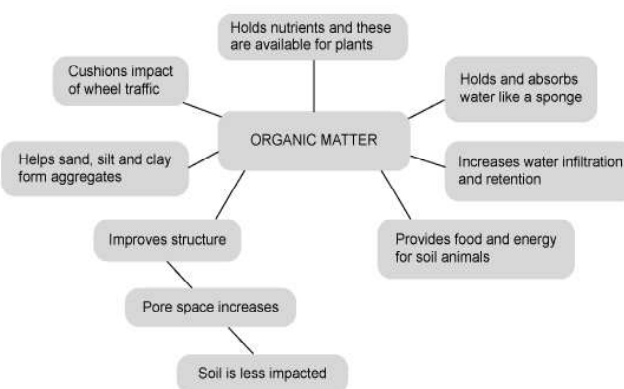 Holds nutrients and these
are available for plants
Cushions impact
of wheel traffic
Holds and absorbs
water like a sponge
ORGANIC MATTER
Helps sand, silt and clay
form aggregates
Increases water infiltration
and retention
Improves structure
Provides food and energy
for soil animals
Pore space increases
Soil is less impacted